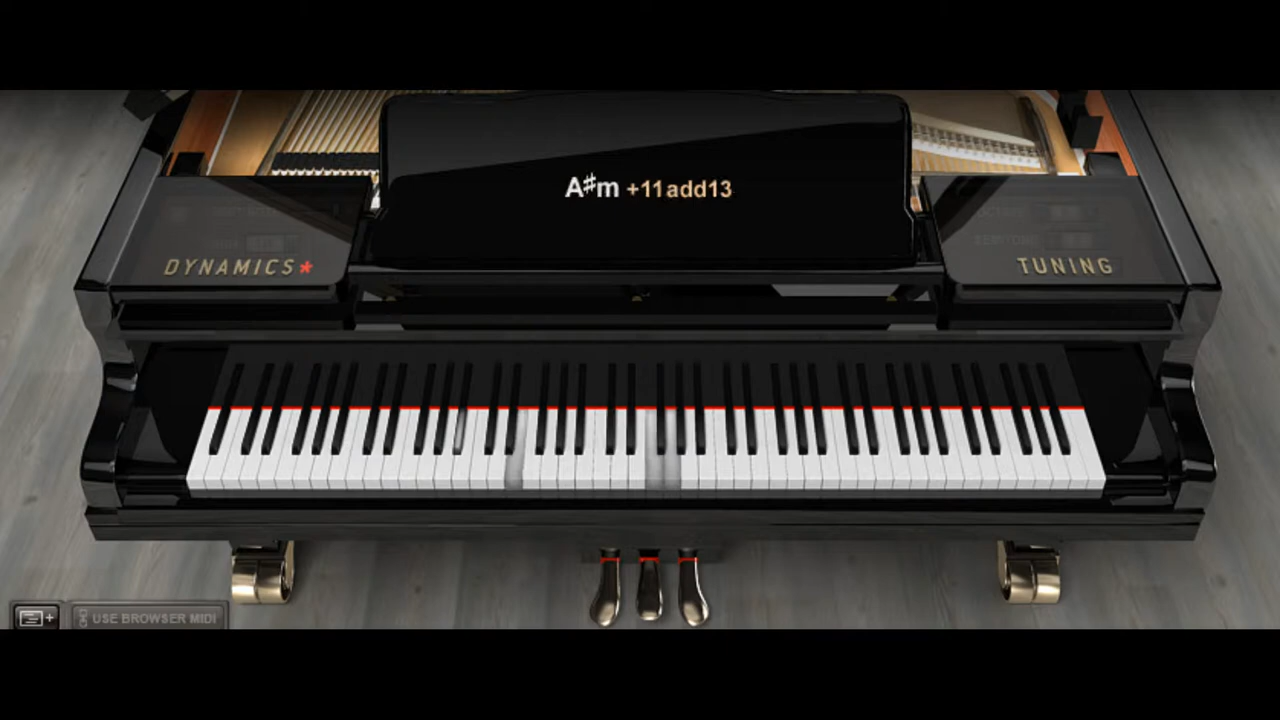 A♯m +11add13
DYNAMICS*
TUNING
USE BROWSER MIDI